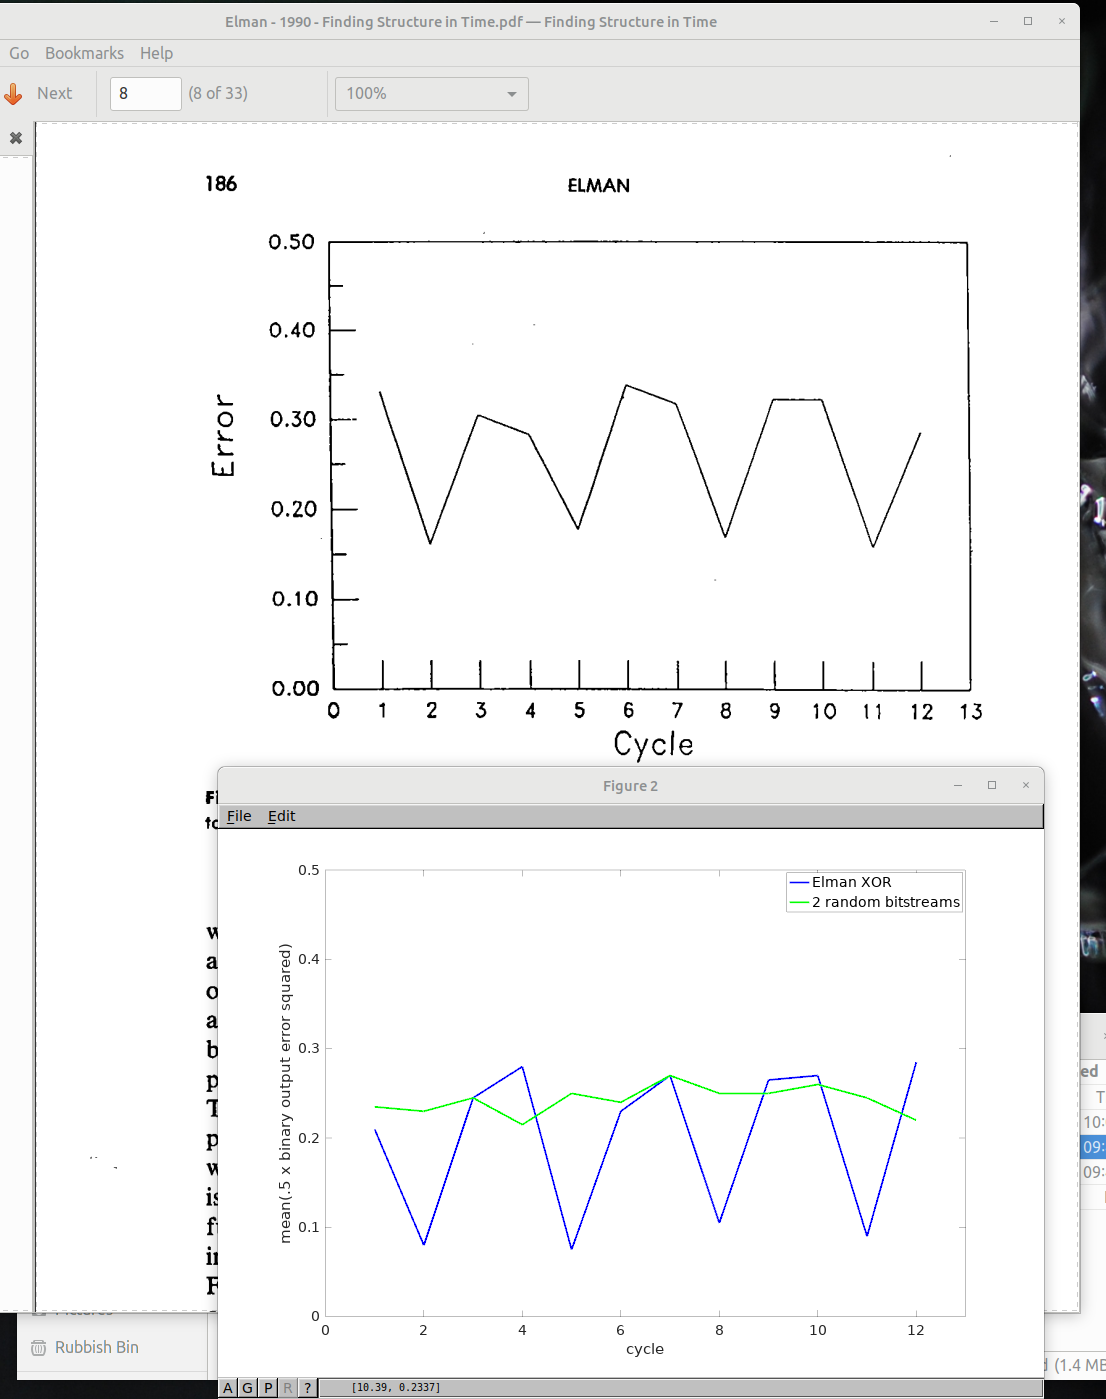 Elman - 1990 - Finding Structure in Time.pdf — Finding Structure in Time
Go Bookmarks Help
Next 8 (8 of 33) 100%
186 ELMAN
0.50
0.40
0.30
0.20
0.10
0.00
Error
0 1 2 3 4 5 6 7 8 9 10 11 12 13
Cycle
Figure 2
File Edit
Elman XOR
2 random bitstreams
0.5
0.4
0.3
0.2
0.1
0
mean(.5 x binary output error squared)
0 2 4 6 8 10 12
cycle
A G P R ? [10.39, 0.2337]
ed
T
10:
09:
09:
Rubbish Bin
(1.4 MB